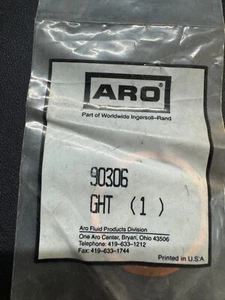 ARO
Part of Worldwide Ingersoll-Rand
90306
GHT (1)
Aro Fluid Products Division
One Aro Center, Bryan, Ohio 43506
Telephone: 419-633-1212
Fax: 419-633-1744
Printed in U.S.A